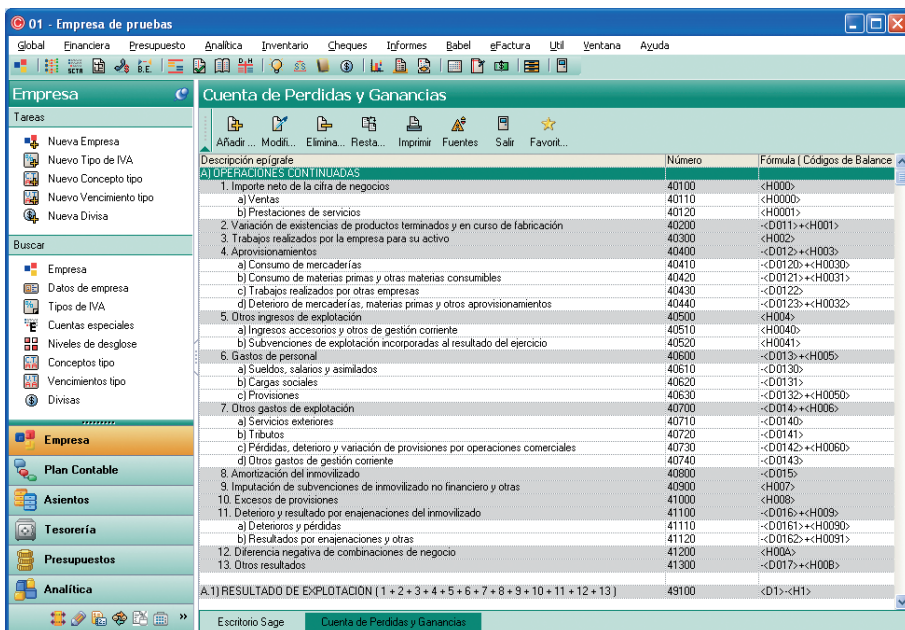 01 - Empresa de pruebas
Global Financiera Presupuesto Analítica Inventario Cheques Informes Babel eFactura Util Ventana Ayuda
Empresa
Tareas
Nueva Empresa
Nuevo Tipo de IVA
Nuevo Concepto tipo
Nuevo Vencimiento tipo
Nueva Divisa
Buscar
Empresa
Datos de empresa
Tipos de IVA
Cuentas especiales
Niveles de desglose
Conceptos tipo
Vencimientos tipo
Divisas
Empresa
Plan Contable
Asientos
Tesorería
Presupuestos
Analítica
Cuenta de Perdidas y Ganancias
Añadir ... Modifi... Elimina... Resta... Imprimir Fuentes Salir Favorit...
Descripción epígrafe Número Fórmula ( Códigos de Balance
A) OPERACIONES CONTINUADAS
1. Importe neto de la cifra de negocios 40100 <H000>
a) Ventas 40110 <H0000>
b) Prestaciones de servicios 40120 <H0001>
2. Variación de existencias de productos terminados y en curso de fabricación 40200 -<D011>+<H001>
3. Trabajos realizados por la empresa para su activo 40300 <H002>
4. Aprovisionamientos 40400 -<D012>+<H003>
a) Consumo de mercaderías 40410 -<D0120>+<H0030>
b) Consumo de materias primas y otras materias consumibles 40420 -<D0121>+<H0031>
c) Trabajos realizados por otras empresas 40430 -<D0122>
d) Deterioro de mercaderías, materias primas y otros aprovisionamientos 40440 -<D0123>+<H0032>
5. Otros ingresos de explotación 40500 <H004>
a) Ingresos accesorios y otros de gestión corriente 40510 <H0040>
b) Subvenciones de explotación incorporadas al resultado del ejercicio 40520 <H0041>
6. Gastos de personal 40600 -<D013>+<H005>
a) Sueldos, salarios y asimilados 40610 -<D0130>
b) Cargas sociales 40620 -<D0131>
c) Provisiones 40630 -<D0132>+<H0050>
7. Otros gastos de explotación 40700 -<D014>+<H006>
a) Servicios exteriores 40710 -<D0140>
b) Tributos 40720 -<D0141>
c) Pérdidas, deterioro y variación de provisiones por operaciones comerciales 40730 -<D0142>+<H0060>
d) Otros gastos de gestión corriente 40740 -<D0143>
8. Amortización del inmovilizado 40800 -<D015>
9. Imputación de subvenciones de inmovilizado no financiero y otras 40900 <H007>
10. Excesos de provisiones 41000 <H008>
11. Deterioro y resultado por enajenaciones del inmovilizado 41100 -<D016>+<H009>
a) Deterioros y pérdidas 41110 -<D0161>+<H0090>
b) Resultados por enajenaciones y otras 41120 -<D0162>+<H0091>
12. Diferencia negativa de combinaciones de negocio 41200 <H00A>
13. Otros resultados 41300 -<D017>+<H00B>
A.1) RESULTADO DE EXPLOTACIÓN ( 1 + 2 + 3 + 4 + 5 + 6 + 7 + 8 + 9 + 10 + 11 + 12 + 13 ) 49100 <D1>-<H1>
Escritorio Sage Cuenta de Perdidas y Ganancias